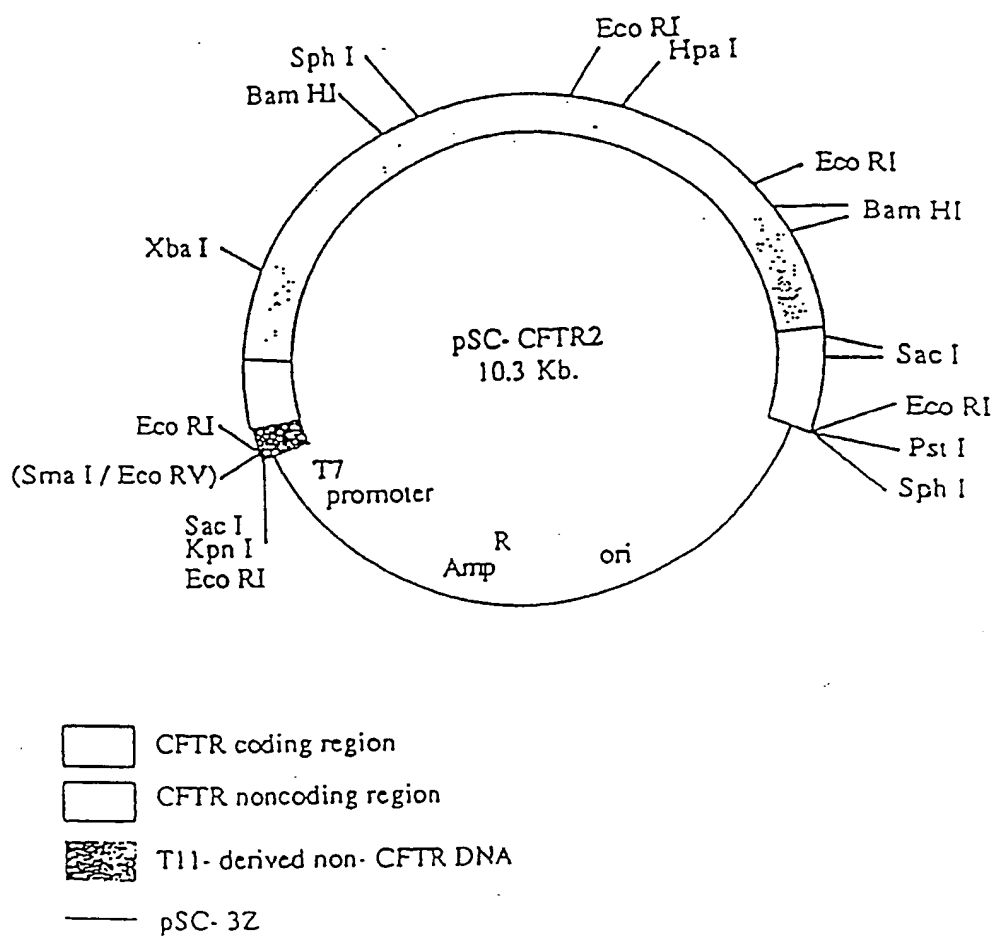 Eco RI
Hpa I
Sph I
Bam HI
Eco RI
Bam HI
Xba I
pSC- CFTR2
10.3 Kb.
Sac I
Eco RI
Pst I
Sph I
Eco RI
(Sma I / Eco RV)
T7
promoter
Sac I
Kpn I
Eco RI
Amp R
ori
CFTR coding region
CFTR noncoding region
T11- derived non- CFTR DNA
pSC- 3Z